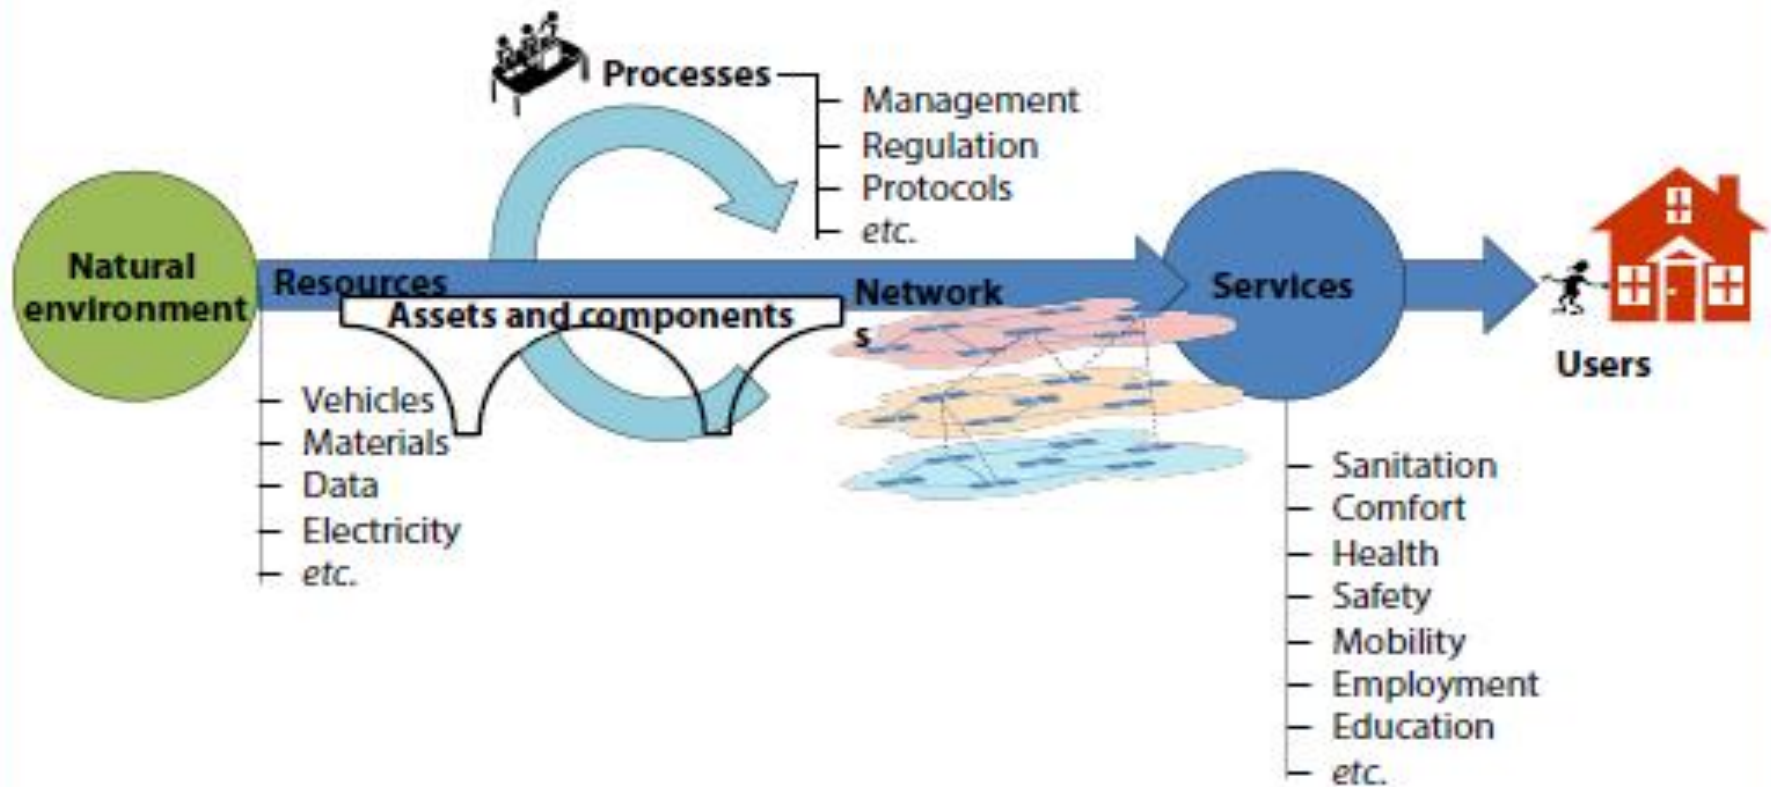 Processes
Management
Regulation
Protocols
etc.
Natural
environment
Resources
Assets and components
Network
s
Services
Users
Vehicles
Materials
Data
Electricity
etc.
Sanitation
Comfort
Health
Safety
Mobility
Employment
Education
etc.